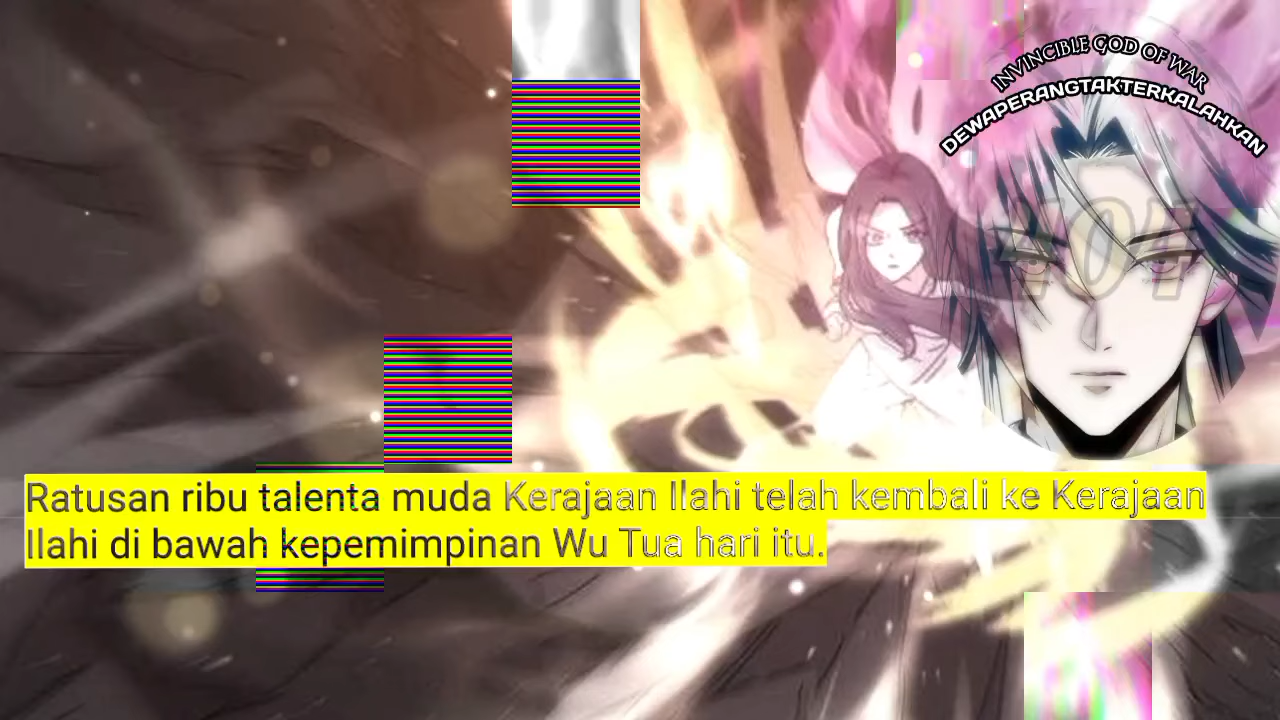 INVINCIBLE GOD OF WAR
DEWAPERANGTAKTERKALAHKAN
Ratusan ribu talenta muda Kerajaan Ilahi telah kembali ke Kerajaan
Ilahi di bawah kepemimpinan Wu Tua hari itu.